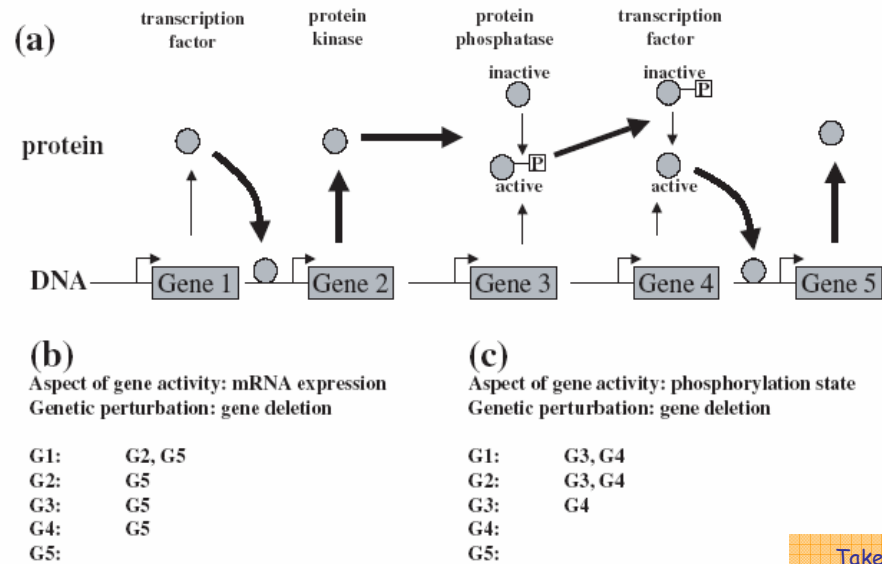 transcription factor
protein kinase
protein phosphatase
transcription factor
(a)
inactive
inactive
P
protein
P
active
active
DNA
Gene 1
Gene 2
Gene 3
Gene 4
Gene 5
(b)
Aspect of gene activity: mRNA expression
Genetic perturbation: gene deletion
G1: G2, G5
G2: G5
G3: G5
G4: G5
G5:
(c)
Aspect of gene activity: phosphorylation state
Genetic perturbation: gene deletion
G1: G3, G4
G2: G3, G4
G3: G4
G4:
G5:
Take